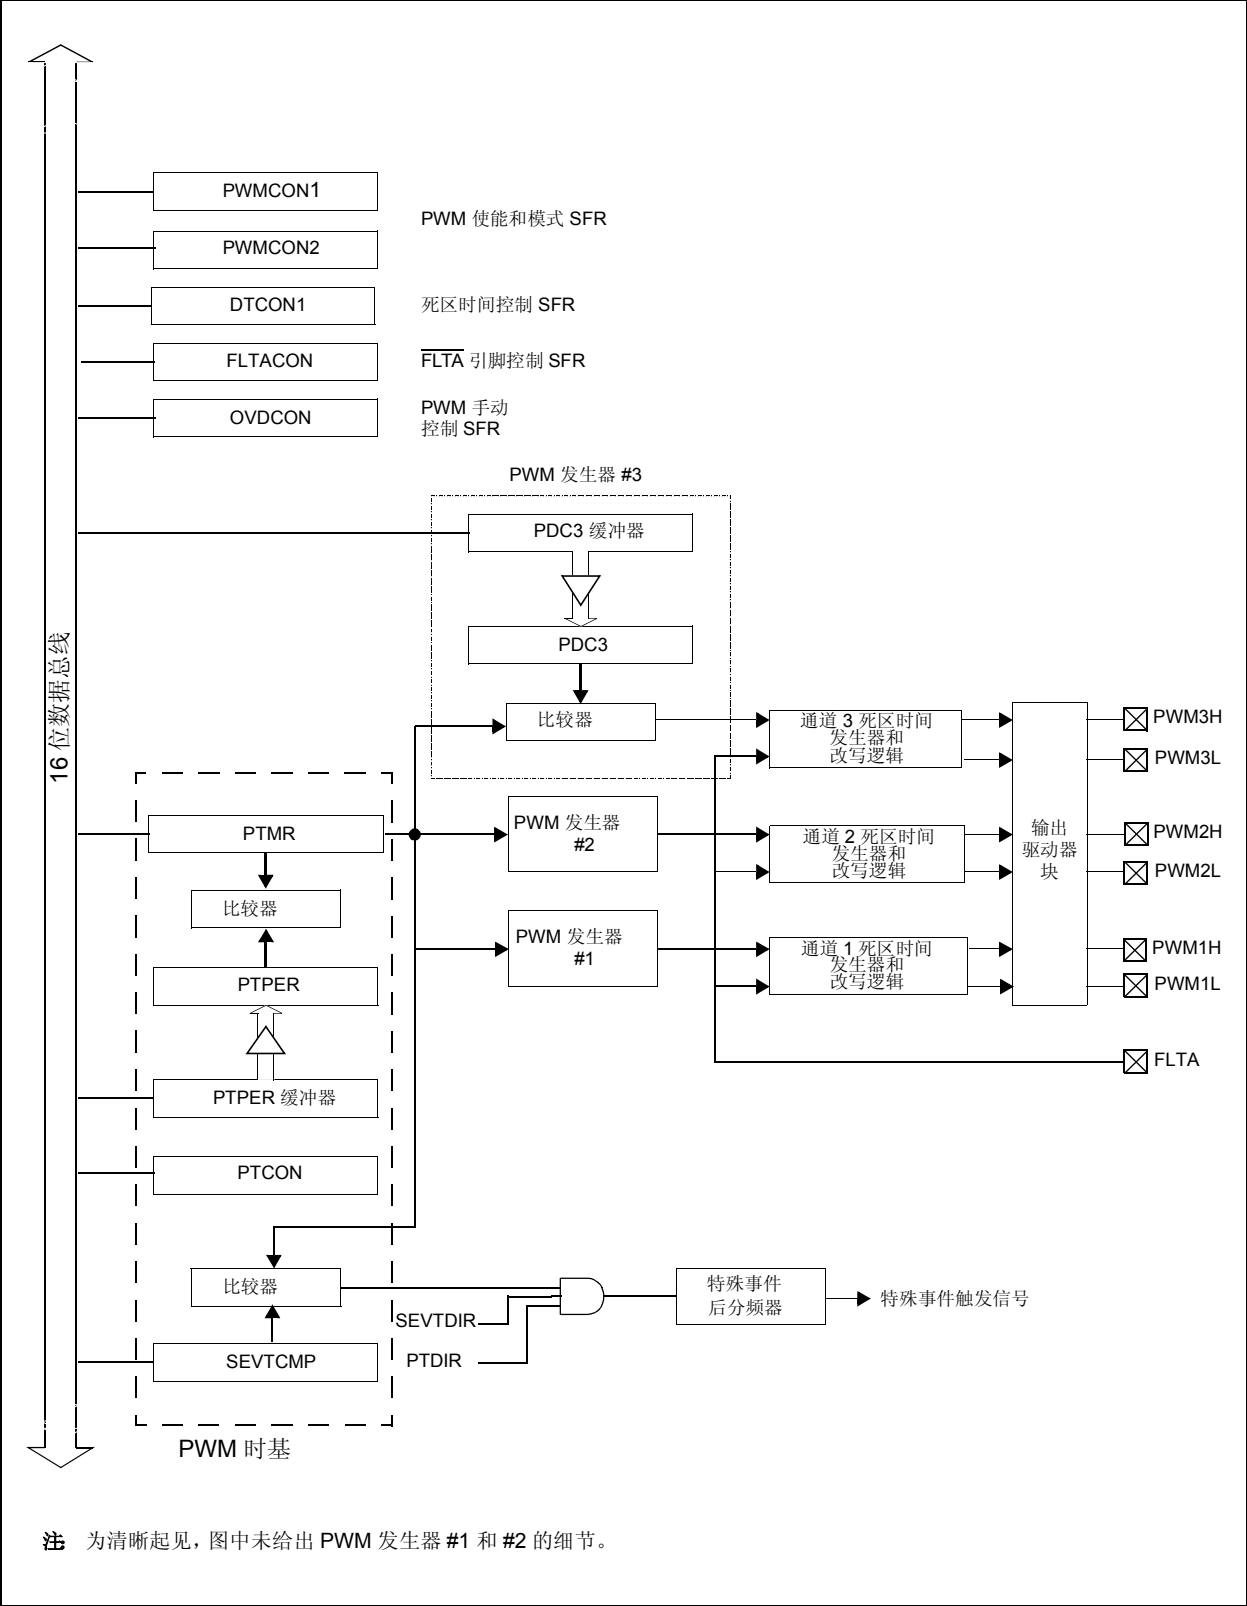 PWMCON1
PWM 使能和模式 SFR
PWMCON2
DTCON1
死区时间控制 SFR
FLTACON
FLTA 引脚控制 SFR
OVDCON
PWM 手动
控制 SFR
PWM 发生器 #3
PDC3 缓冲器
PDC3
比较器
16 位数据总线
通道 3 死区时间
发生器和
改写逻辑
PWM3H
PWM3L
PTMR
PWM 发生器
#2
通道 2 死区时间
发生器和
改写逻辑
输出
驱动器
块
PWM2H
PWM2L
比较器
PWM 发生器
#1
通道 1 死区时间
发生器和
改写逻辑
PWM1H
PWM1L
PTPER
FLTA
PTPER 缓冲器
PTCON
比较器
SEVTDIR
PTDIR
特殊事件
后分频器
特殊事件触发信号
SEVTCMP
PWM 时基
注: 为清晰起见，图中未给出 PWM 发生器 #1 和 #2 的细节。